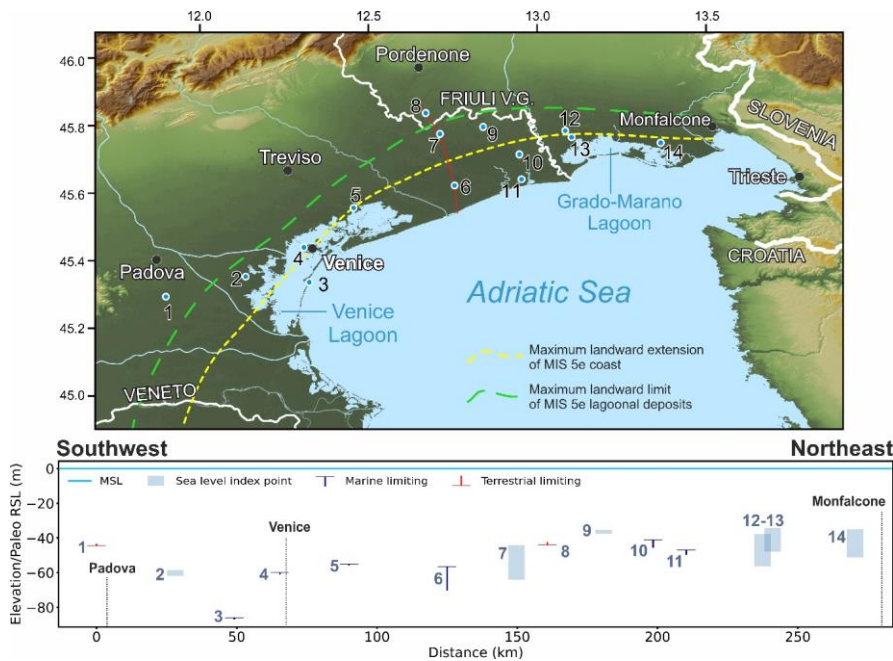 12.0 12.5 13.0 13.5
46.0
45.8
45.6
45.4
45.2
45.0
Pordenone
FRIULI V.G.
SLOVENIA
Monfalcone
Treviso
Trieste
Grado-Marano
Lagoon
CROATIA
Padova
Venice
Adriatic Sea
Venice
Lagoon
VENETO
8
7
9
12
13
14
10
11
6
5
4
3
2
1
Maximum landward extension
of MIS 5e coast
Maximum landward limit
of MIS 5e lagoonal deposits
Southwest Northeast
Elevation/Paleo RSL (m)
0
−20
−40
−60
−80
MSL Sea level index point Marine limiting Terrestrial limiting
Monfalcone
Venice
Padova
1
2
3
4
5
6
7
8
9
10
11
12-13
14
0 50 100 150 200 250
Distance (km)